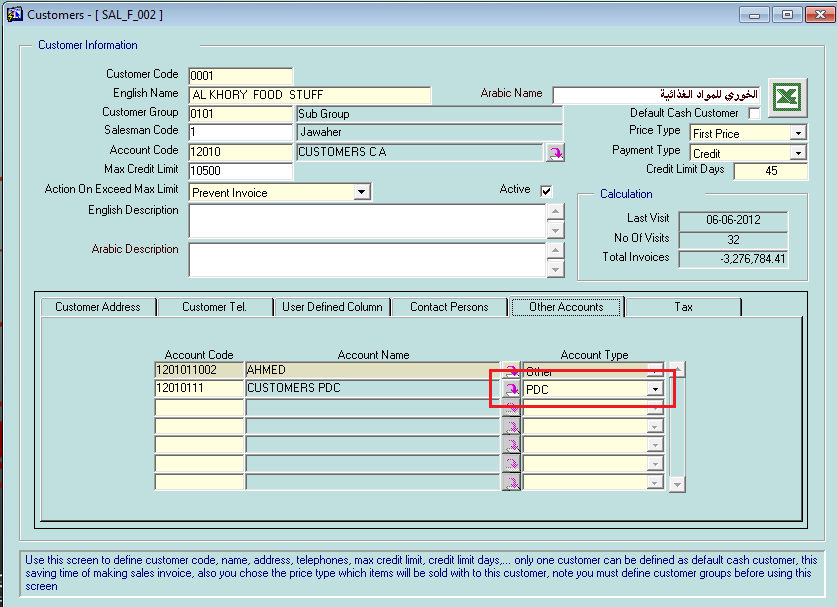 Customers - [ SAL_F_002 ]
Customer Information
Customer Code 0001
English Name AL KHORY FOOD STUFF Arabic Name الخوري للمواد الغذائية
Customer Group 0101 Sub Group Default Cash Customer
Salesman Code 1 Jawaher Price Type First Price
Account Code 12010 CUSTOMERS C A Payment Type Credit
Max Credit Limit 10500 Credit Limit Days 45
Action On Exceed Max Limit Prevent Invoice Active
Calculation
English Description
Last Visit 06-06-2012
No Of Visits 32
Arabic Description
Total Invoices -3,276,784.41
Customer Address Customer Tel. User Defined Column Contact Persons Other Accounts Tax
Account Code Account Name Account Type
1201011002 AHMED Other
12010111 CUSTOMERS PDC PDC
Use this screen to define customer code, name, address, telephones, max credit limit, credit limit days,... only one customer can be defined as default cash customer, this
saving time of making sales invoice, also you chose the price type which items will be sold with to this customer, note you must define customer groups before using this
screen